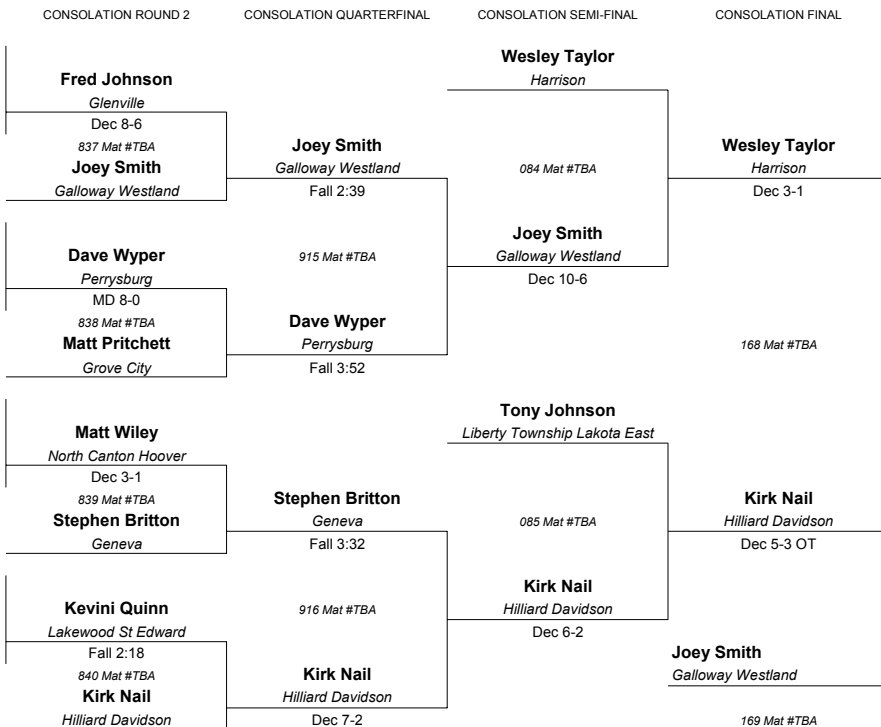 CONSOLATION ROUND 2
CONSOLATION QUARTERFINAL
CONSOLATION SEMI-FINAL
CONSOLATION FINAL
Fred Johnson
Glenville
Dec 8-6
837 Mat #TBA
Joey Smith
Galloway Westland
Dave Wyper
Perrysburg
MD 8-0
838 Mat #TBA
Matt Pritchett
Grove City
Matt Wiley
North Canton Hoover
Dec 3-1
839 Mat #TBA
Stephen Britton
Geneva
Kevini Quinn
Lakewood St Edward
Fall 2:18
840 Mat #TBA
Kirk Nail
Hilliard Davidson
Joey Smith
Galloway Westland
Fall 2:39
915 Mat #TBA
Dave Wyper
Perrysburg
Fall 3:52
Stephen Britton
Geneva
Fall 3:32
916 Mat #TBA
Kirk Nail
Hilliard Davidson
Dec 7-2
Wesley Taylor
Harrison
084 Mat #TBA
Joey Smith
Galloway Westland
Dec 10-6
Tony Johnson
Liberty Township Lakota East
085 Mat #TBA
Kirk Nail
Hilliard Davidson
Dec 6-2
Wesley Taylor
Harrison
Dec 3-1
168 Mat #TBA
Kirk Nail
Hilliard Davidson
Dec 5-3 OT
Joey Smith
Galloway Westland
169 Mat #TBA